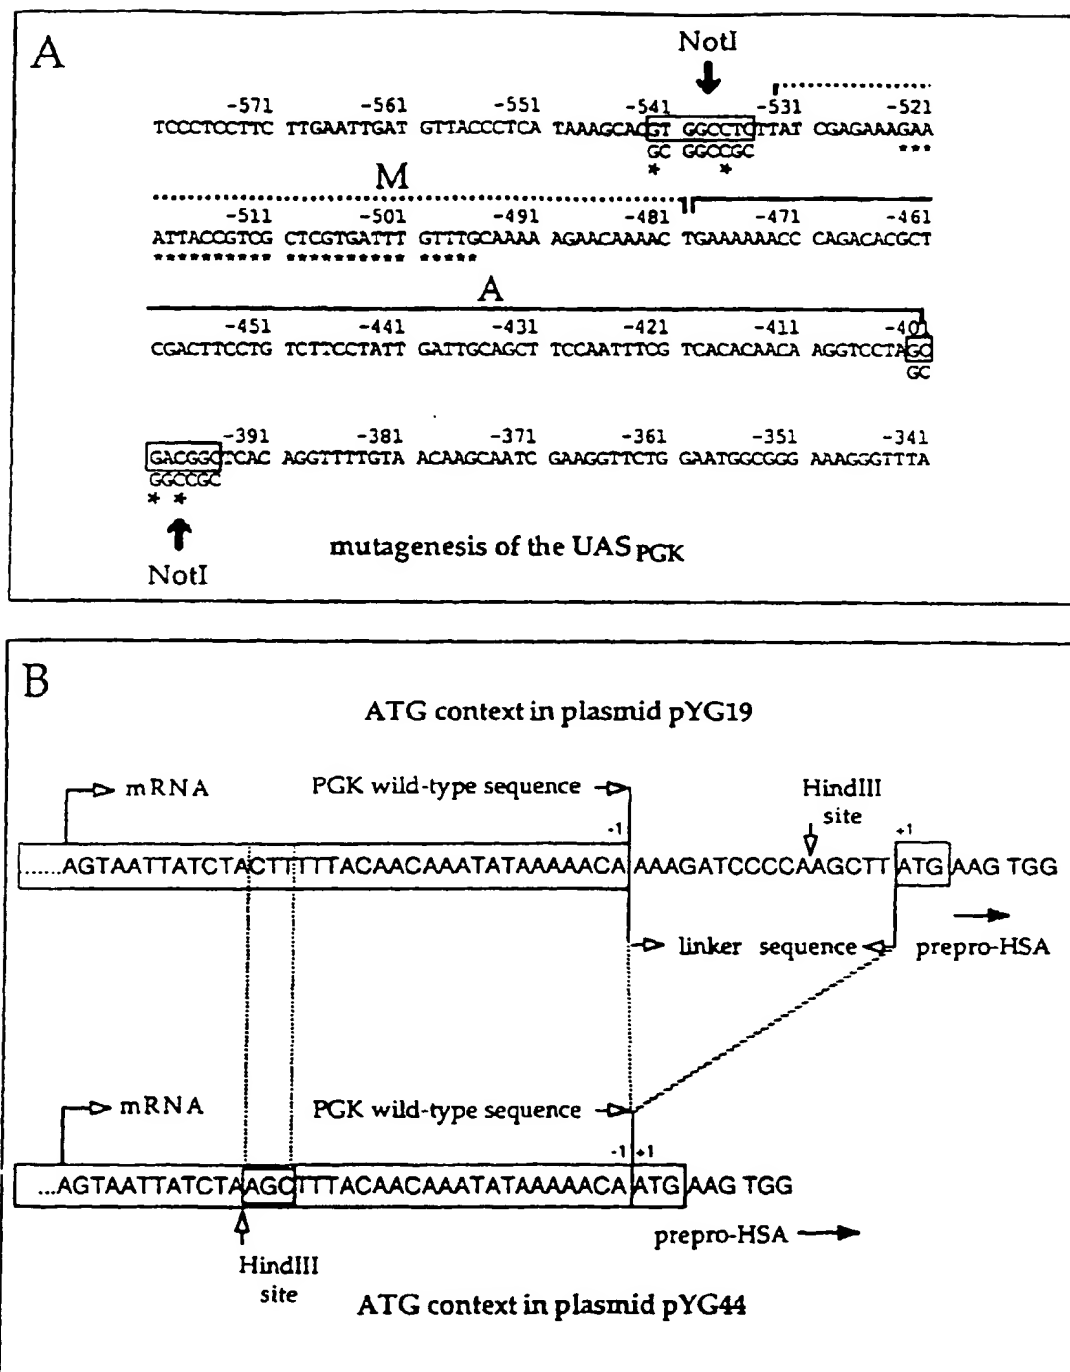 A
NotI
-571 -561 -551 -541 -531 -521
TCCCTCCTTC TTGAATTGAT GTTACCCTCA TAAAGCACGT GGCCTCTTAT CGAGAAAGAA
GC GGCCGC
* * ***
M
-511 -501 -491 -481 -471 -461
ATTACCGTCG CTCGTGATTT GTTTGCAAAA AGAACAAAAC TGAAAAAACC CAGACACGCT
********** ********** *****
A
-451 -441 -431 -421 -411 -401
CGACTTCCTG TCTTCCTATT GATTGCAGCT TCCAATTTCG TCACACAACA AGGTCCTAGC
GC
-391 -381 -371 -361 -351 -341
GACGGCTCAC AGGTTTTGTA ACAAGCAATC GAAGGTTCTG GAATGGCGGG AAAGGGTTTA
GGCCGC
* *
NotI
mutagenesis of the UAS PGK
B
ATG context in plasmid pYG19
mRNA PGK wild-type sequence HindIII
site
-1 +1
......AGTAATTATCTACTTTTTACAACAAATATAAAAACA AAAGATCCCCAAGCTT ATG AAG TGG
linker sequence prepro-HSA
mRNA PGK wild-type sequence
-1 +1
...AGTAATTATCTAAGCTTTACAACAAATATAAAAACA ATG AAG TGG
prepro-HSA
HindIII
site
ATG context in plasmid pYG44